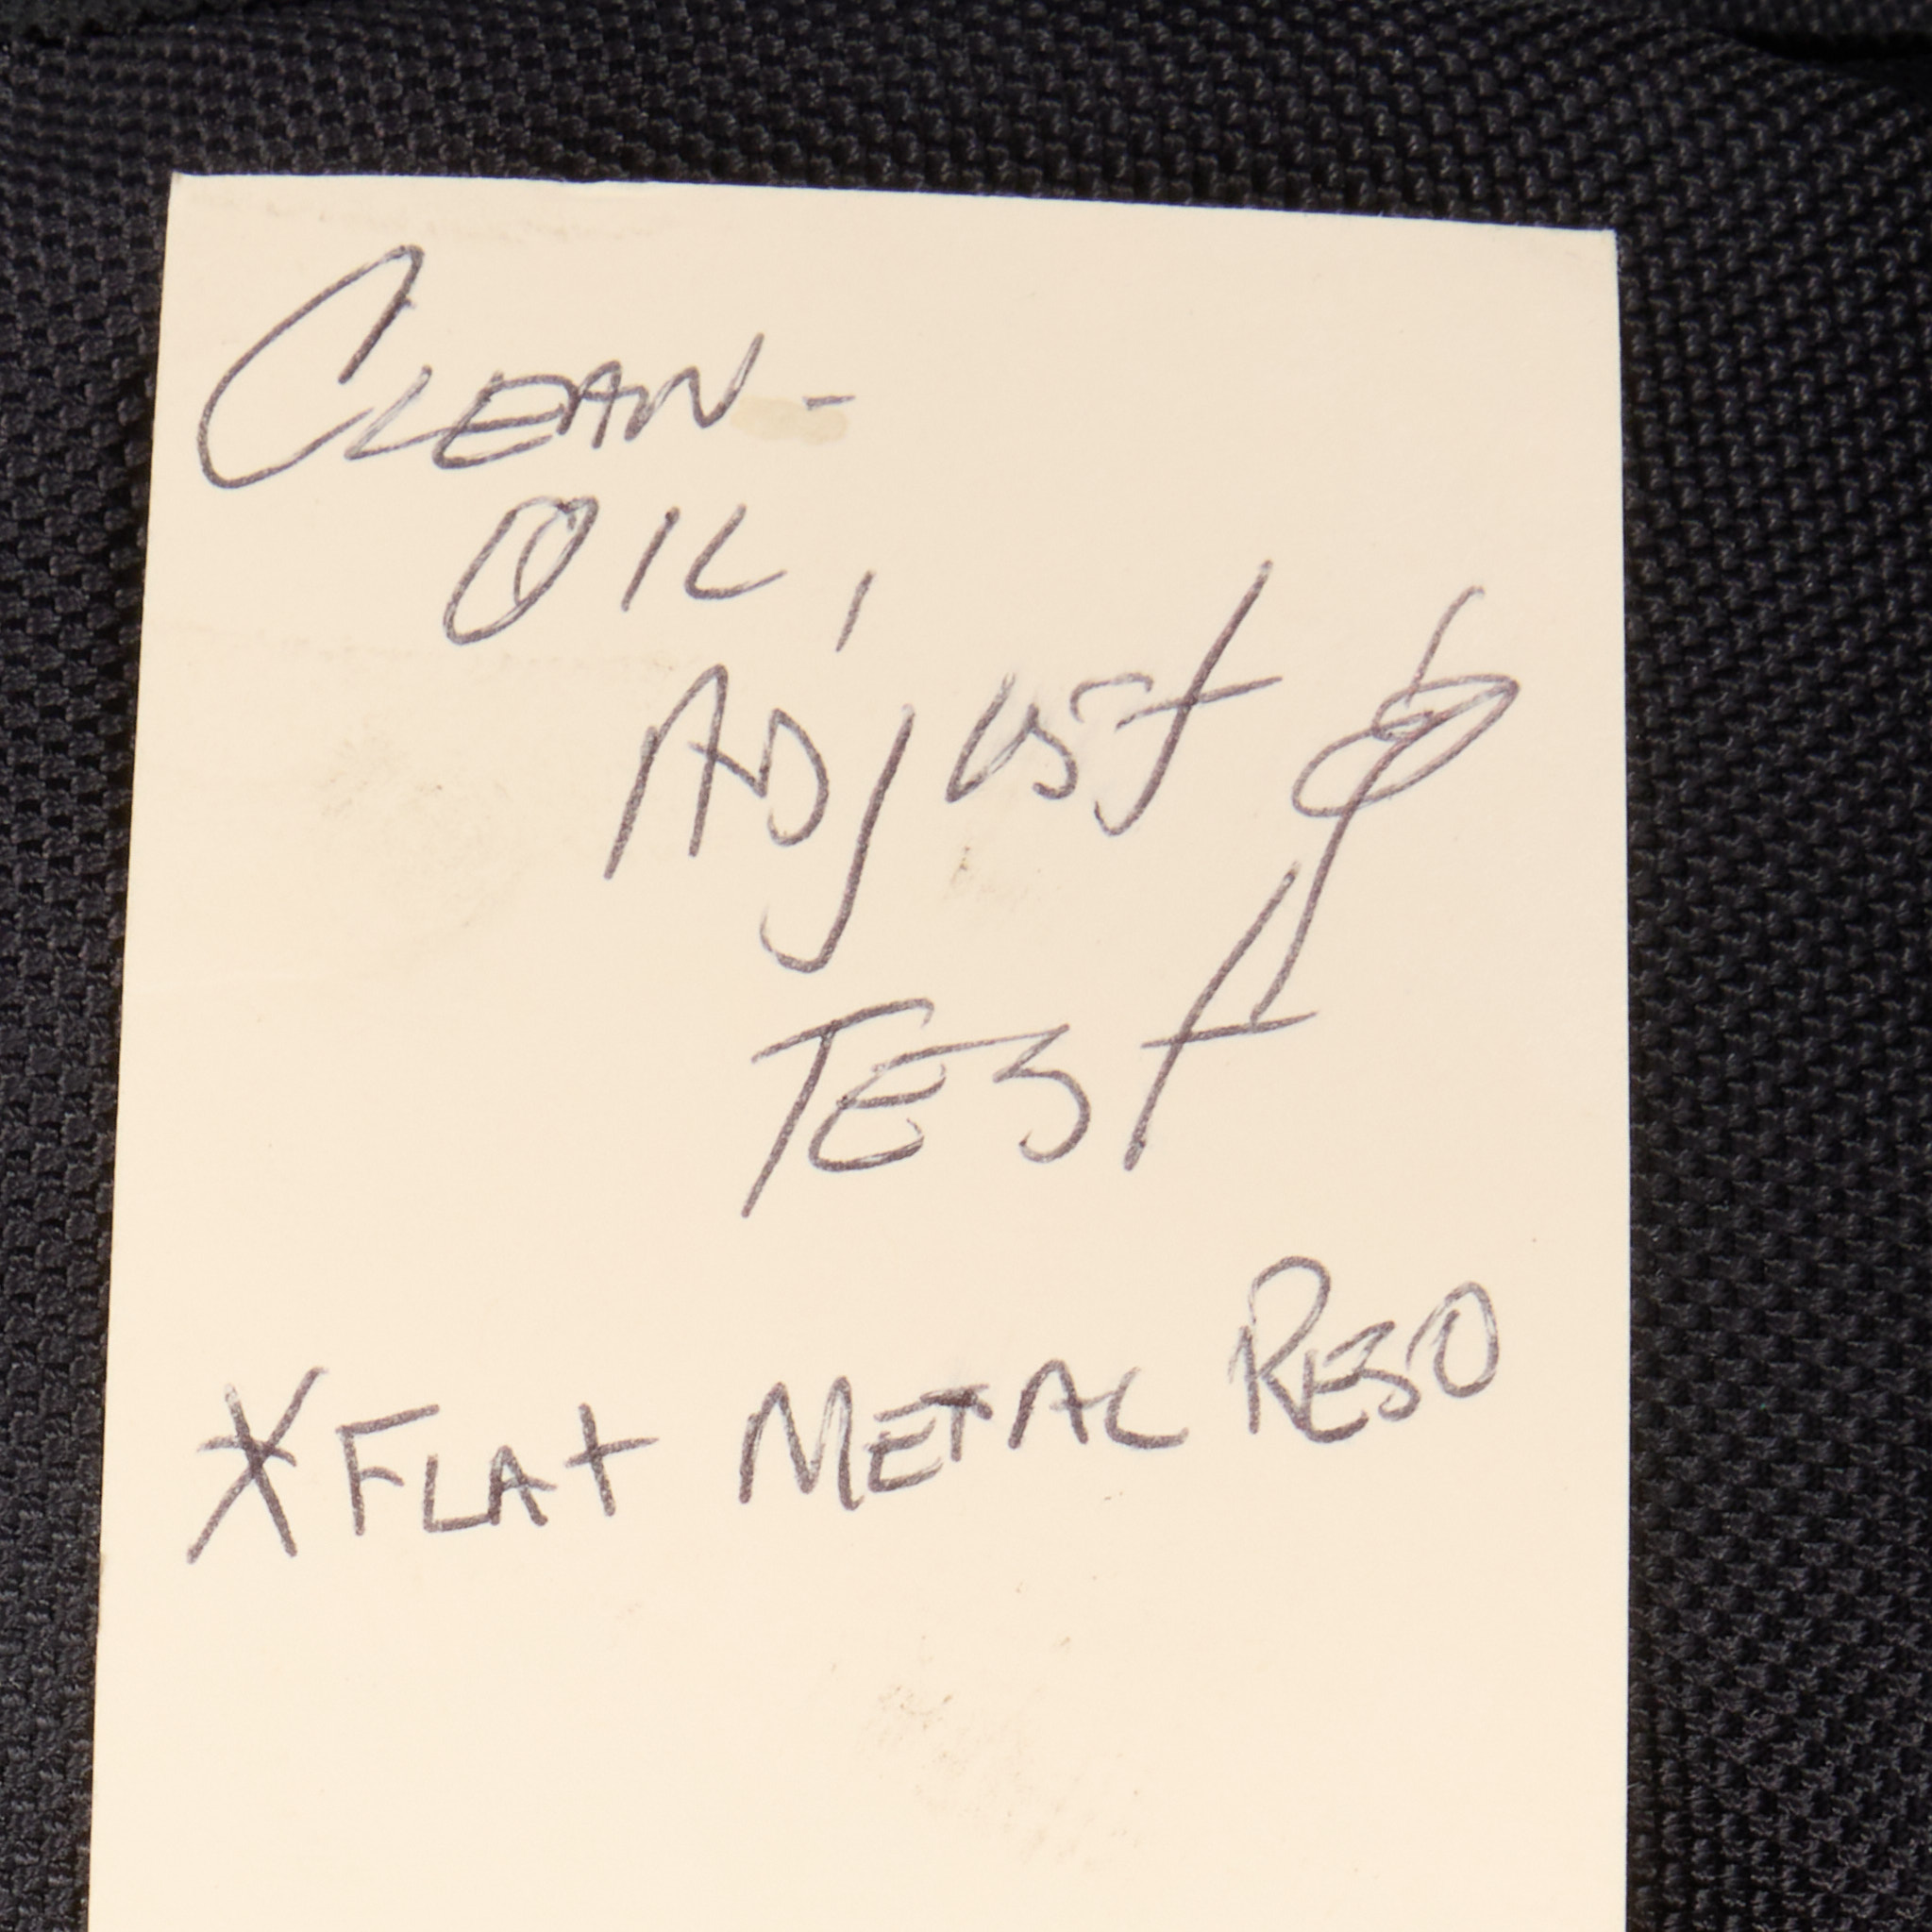 CLEAN -
OIL,
ADjust &
TEST
* FLAT METAL RESO